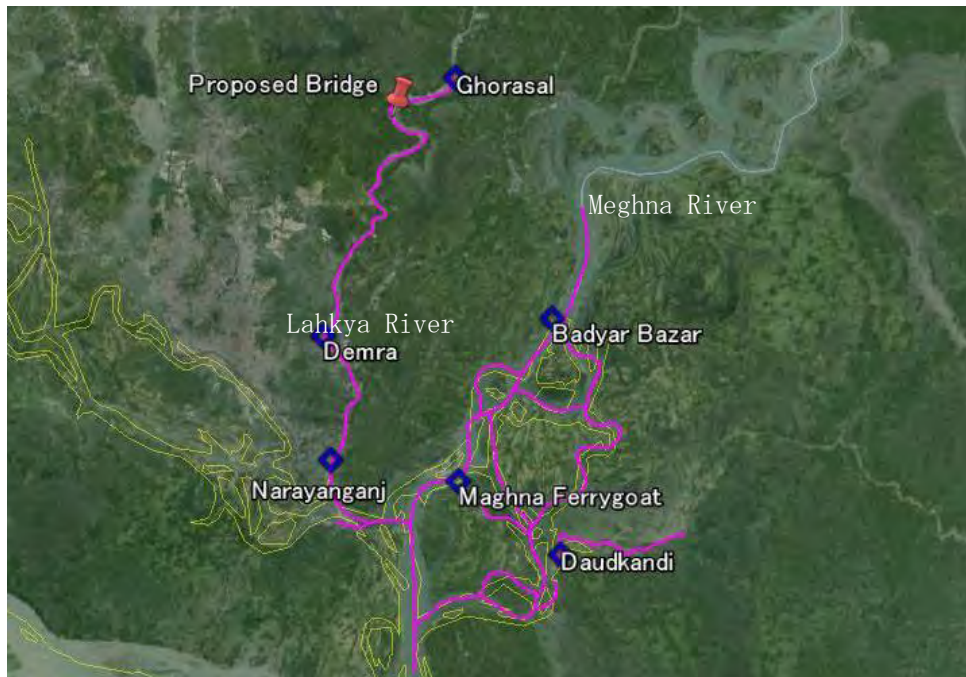 Proposed Bridge
Ghorasal
Meghna River
Lahkya River
Badyar Bazar
Demra
Narayanganj
Maghna Ferrygoat
Daudkandi